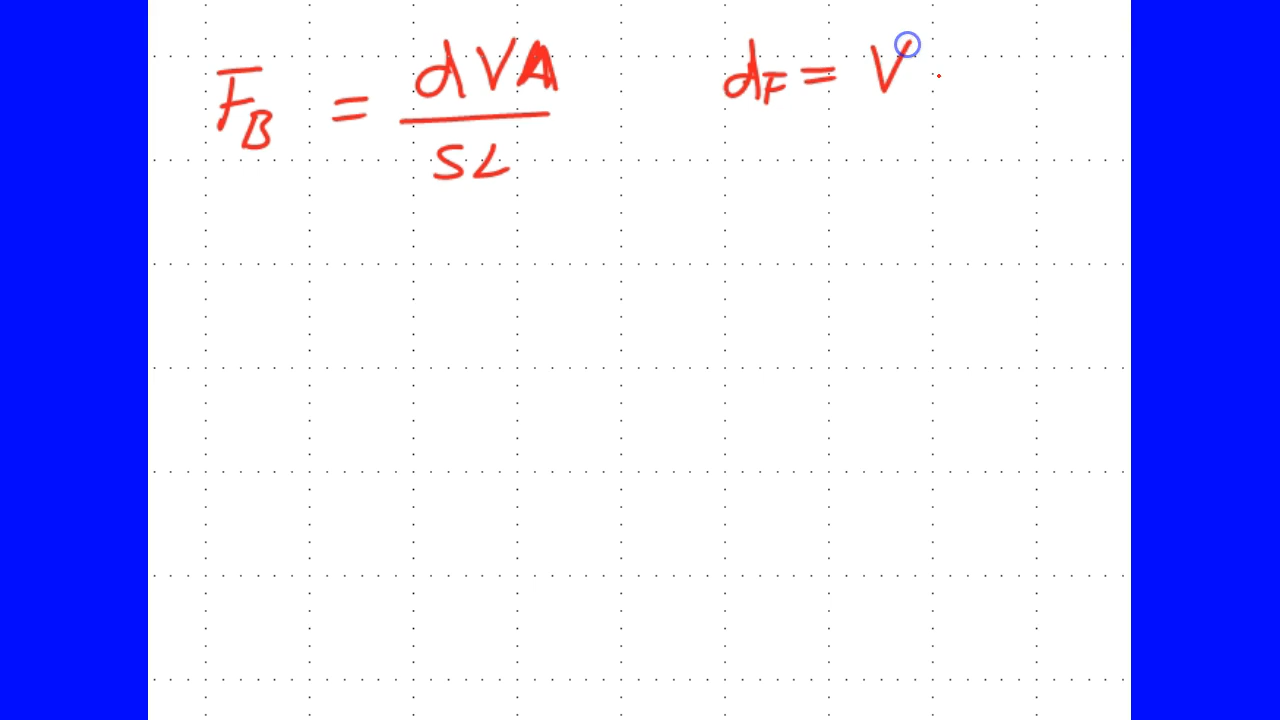 F_B = dVA / SL
d_F = V